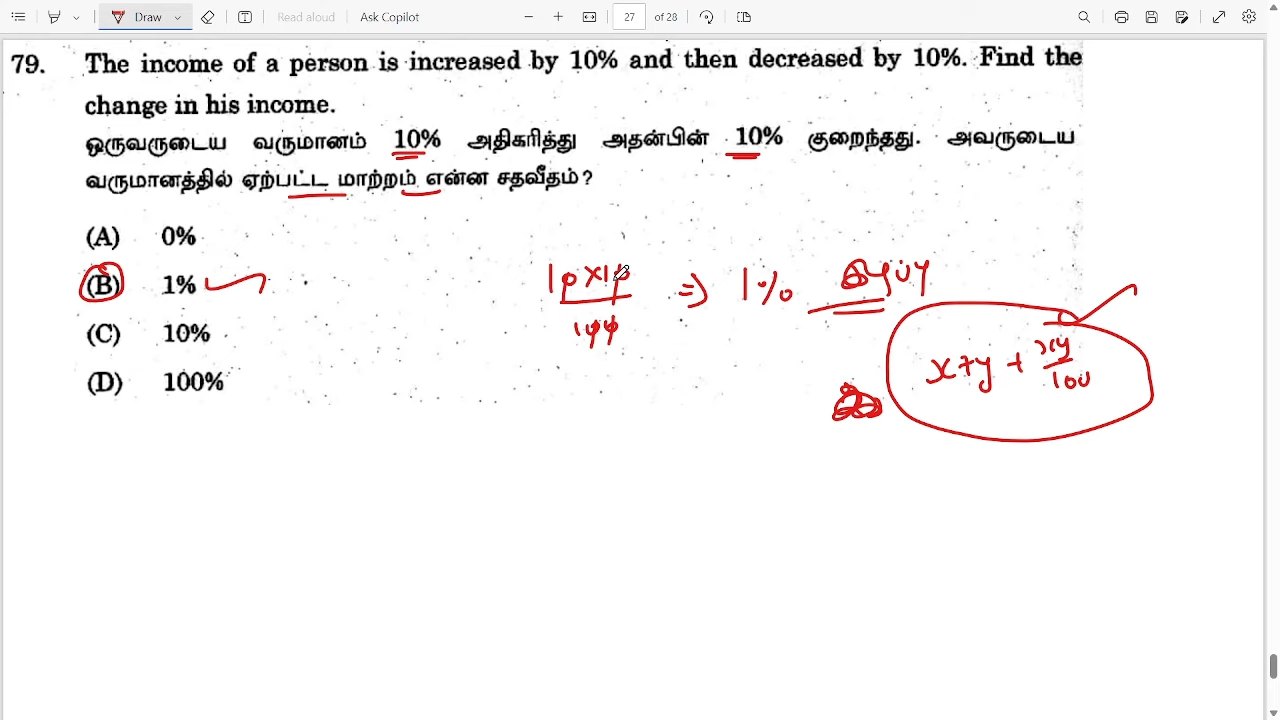 Draw
Read aloud
Ask Copilot
27 of 28
79. The income of a person is increased by 10% and then decreased by 10%. Find the
change in his income.
ஒருவருடைய வருமானம் 10% அதிகரித்து அதன்பின் 10% குறைந்தது. அவருடைய
வருமானத்தில் ஏற்பட்ட மாற்றம் என்ன சதவீதம்?
(A) 0%
(B) 1%
(C) 10%
(D) 100%
10×10
100
⇒ 1%
x+y+
xy
100